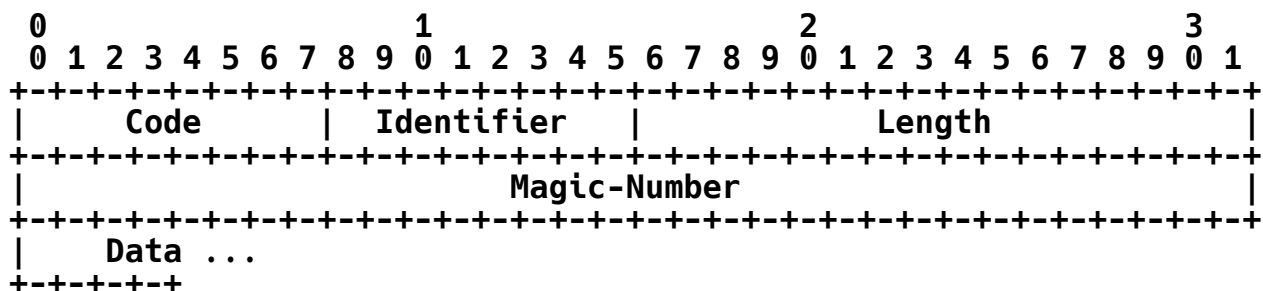 0                   1                   2                   3
 0 1 2 3 4 5 6 7 8 9 0 1 2 3 4 5 6 7 8 9 0 1 2 3 4 5 6 7 8 9 0 1
+-+-+-+-+-+-+-+-+-+-+-+-+-+-+-+-+-+-+-+-+-+-+-+-+-+-+-+-+-+-+-+-+
|     Code      |  Identifier   |            Length             |
+-+-+-+-+-+-+-+-+-+-+-+-+-+-+-+-+-+-+-+-+-+-+-+-+-+-+-+-+-+-+-+-+
|                         Magic-Number                          |
+-+-+-+-+-+-+-+-+-+-+-+-+-+-+-+-+-+-+-+-+-+-+-+-+-+-+-+-+-+-+-+-+
|    Data ...
+-+-+-+-+